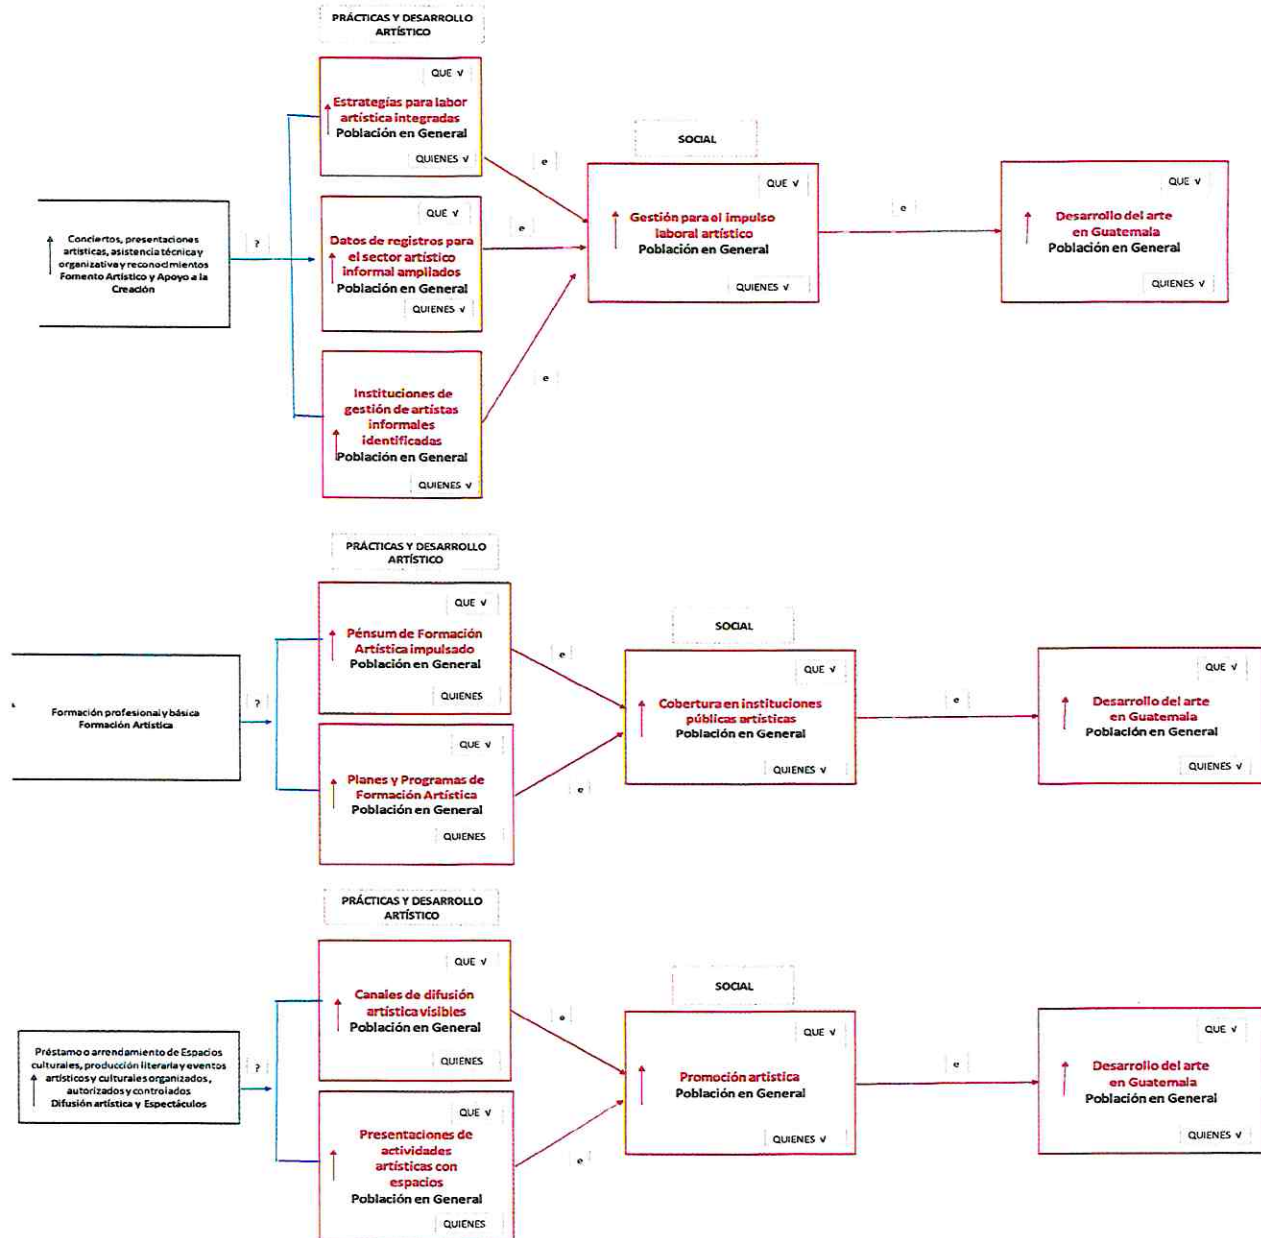 PRÁCTICAS Y DESARROLLO
ARTÍSTICO
QUE √
Estrategias para labor
artística integradas
Población en General
QUIENES √
e
SOCIAL
QUE √
Gestión para el impulso
laboral artístico
Población en General
QUIENES √
e
QUE √
Desarrollo del arte
en Guatemala
Población en General
QUIENES √
Conciertos, presentaciones
artísticas, asistencia técnica y
organizativa y reconocimientos
Fomento Artístico y Apoyo a la
Creación
?
QUE √
Datos de registros para
el sector artístico
informal ampliados
Población en General
QUIENES √
e
Instituciones de
gestión de artistas
informales
identificadas
Población en General
QUIENES √
e
PRÁCTICAS Y DESARROLLO
ARTÍSTICO
QUE √
Pénsum de Formación
Artística impulsado
Población en General
QUIENES
e
SOCIAL
QUE √
Cobertura en instituciones
públicas artísticas
Población en General
QUIENES √
e
QUE √
Desarrollo del arte
en Guatemala
Población en General
QUIENES √
Formación profesional y básica
Formación Artística
?
QUE √
Planes y Programas de
Formación Artística
Población en General
QUIENES
e
PRÁCTICAS Y DESARROLLO
ARTÍSTICO
QUE √
Canales de difusión
artística visibles
Población en General
QUIENES
e
SOCIAL
QUE √
Promoción artística
Población en General
QUIENES √
e
QUE √
Desarrollo del arte
en Guatemala
Población en General
QUIENES √
Préstamo o arrendamiento de Espacios
culturales, producción literaria y eventos
artísticos y culturales organizados,
autorizados y controlados
Difusión artística y Espectáculos
?
QUE √
Presentaciones de
actividades
artísticas con
espacios
Población en General
QUIENES
e